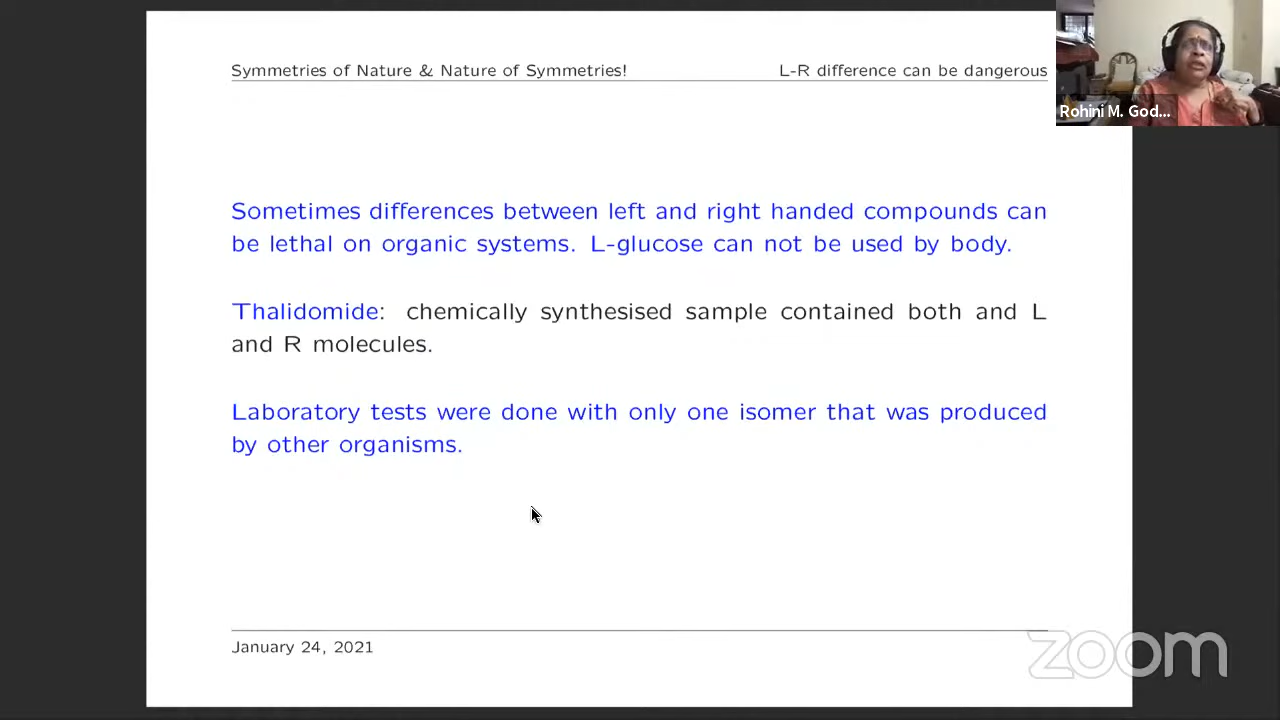 Symmetries of Nature & Nature of Symmetries!
L-R difference can be dangerous
Rohini M. God...
Sometimes differences between left and right handed compounds can
be lethal on organic systems. L-glucose can not be used by body.
Thalidomide: chemically synthesised sample contained both and L
and R molecules.
Laboratory tests were done with only one isomer that was produced
by other organisms.
January 24, 2021
zoom